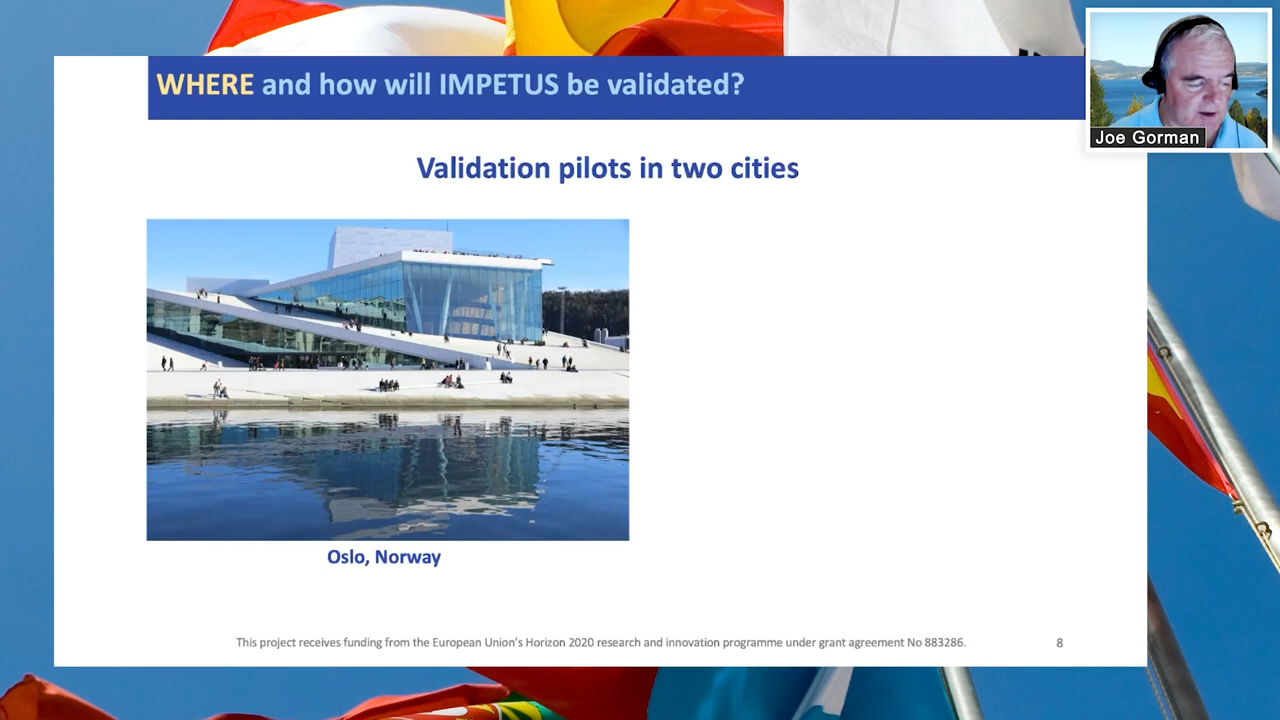 WHERE and how will IMPETUS be validated?
Joe Gorman
Validation pilots in two cities
Oslo, Norway
This project receives funding from the European Union's Horizon 2020 research and innovation programme under grant agreement No 883286.
8